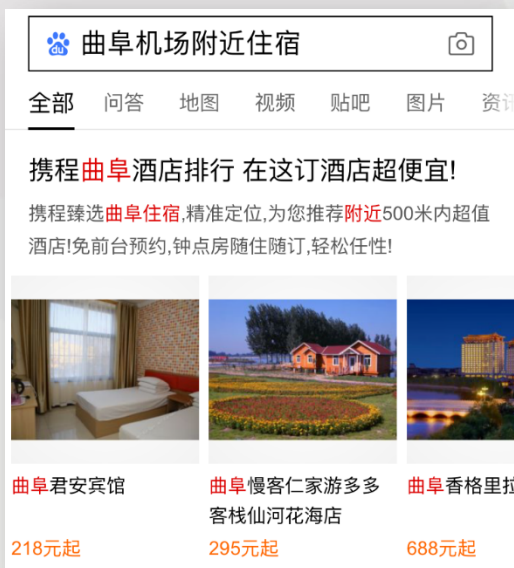 du 曲阜机场附近住宿
全部 问答 地图 视频 贴吧 图片 资讯
携程曲阜酒店排行 在这订酒店超便宜!
携程臻选曲阜住宿,精准定位,为您推荐附近500米内超值
酒店!免前台预约,钟点房随住随订,轻松任性!
曲阜君安宾馆
218元起
曲阜慢客仁家游多多
客栈仙河花海店
295元起
曲阜香格里拉
688元起